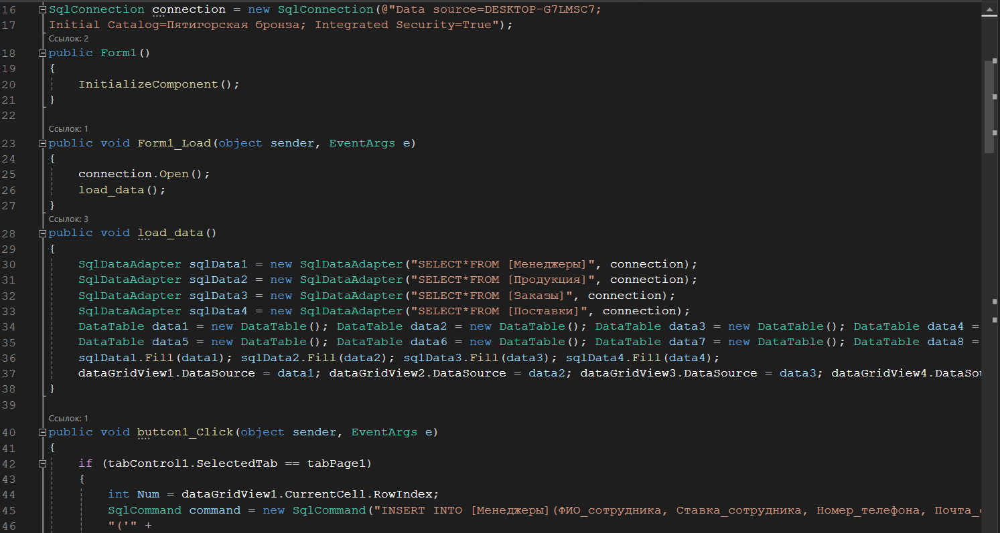 16 SqlConnection connection = new SqlConnection(@"Data source=DESKTOP-G7LMSC7;
17 Initial Catalog=Пятигорская бронза; Integrated Security=True");
Ссылок: 2
18 public Form1()
19 {
20 InitializeComponent();
21 }
22
Ссылок: 1
23 public void Form1_Load(object sender, EventArgs e)
24 {
25 connection.Open();
26 load_data();
27 }
Ссылок: 3
28 public void load_data()
29 {
30 SqlDataAdapter sqlData1 = new SqlDataAdapter("SELECT*FROM [Менеджеры]", connection);
31 SqlDataAdapter sqlData2 = new SqlDataAdapter("SELECT*FROM [Продукция]", connection);
32 SqlDataAdapter sqlData3 = new SqlDataAdapter("SELECT*FROM [Заказы]", connection);
33 SqlDataAdapter sqlData4 = new SqlDataAdapter("SELECT*FROM [Поставки]", connection);
34 DataTable data1 = new DataTable(); DataTable data2 = new DataTable(); DataTable data3 = new DataTable(); DataTable data4 =
35 DataTable data5 = new DataTable(); DataTable data6 = new DataTable(); DataTable data7 = new DataTable(); DataTable data8 =
36 sqlData1.Fill(data1); sqlData2.Fill(data2); sqlData3.Fill(data3); sqlData4.Fill(data4);
37 dataGridView1.DataSource = data1; dataGridView2.DataSource = data2; dataGridView3.DataSource = data3; dataGridView4.DataSou
38 }
39
Ссылок: 1
40 public void button1_Click(object sender, EventArgs e)
41 {
42 if (tabControl1.SelectedTab == tabPage1)
43 {
44 int Num = dataGridView1.CurrentCell.RowIndex;
45 SqlCommand command = new SqlCommand("INSERT INTO [Менеджеры](ФИО_сотрудника, Ставка_сотрудника, Номер_телефона, Почта_
46 "('" +